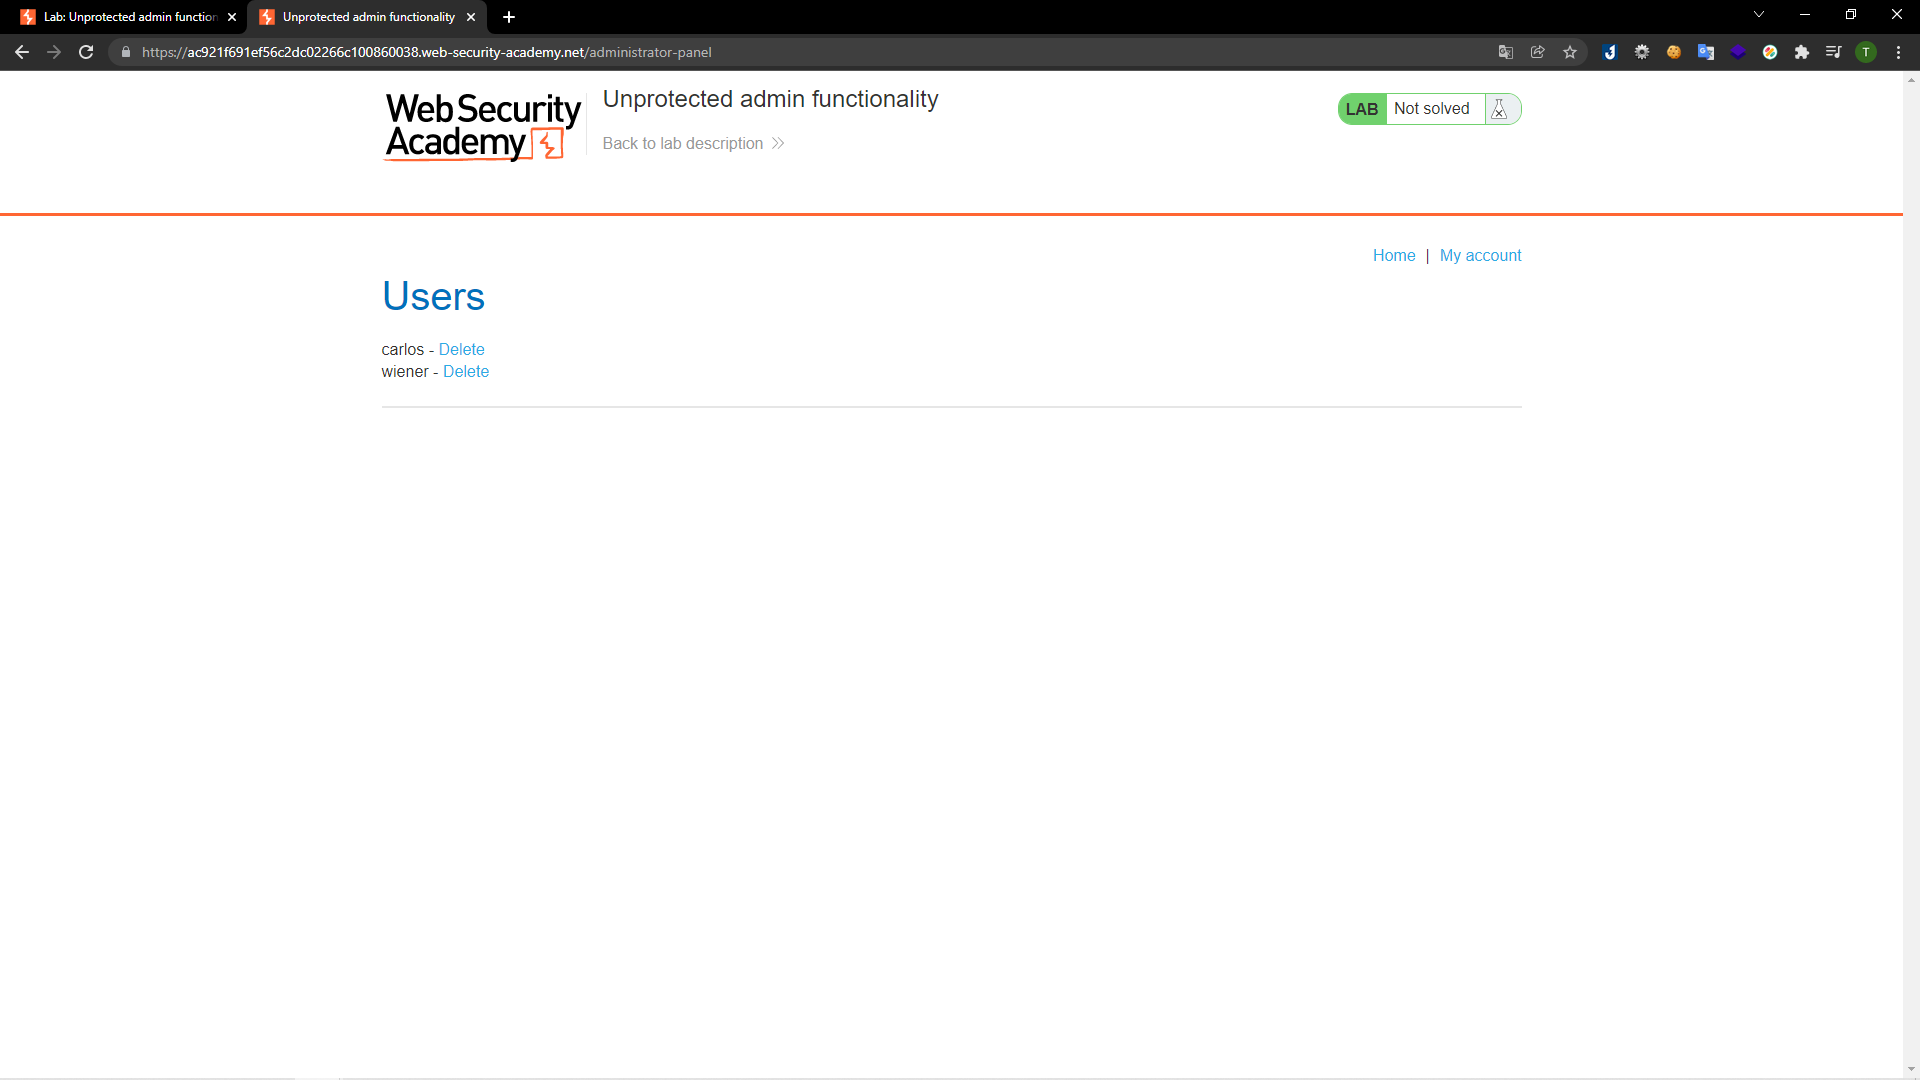 Lab: Unprotected admin function
Unprotected admin functionality
https://ac921f691ef56c2dc02266c100860038.web-security-academy.net/administrator-panel
T
Web Security
Academy
Unprotected admin functionality
Back to lab description
LAB Not solved
Home | My account
Users
carlos - Delete
wiener - Delete